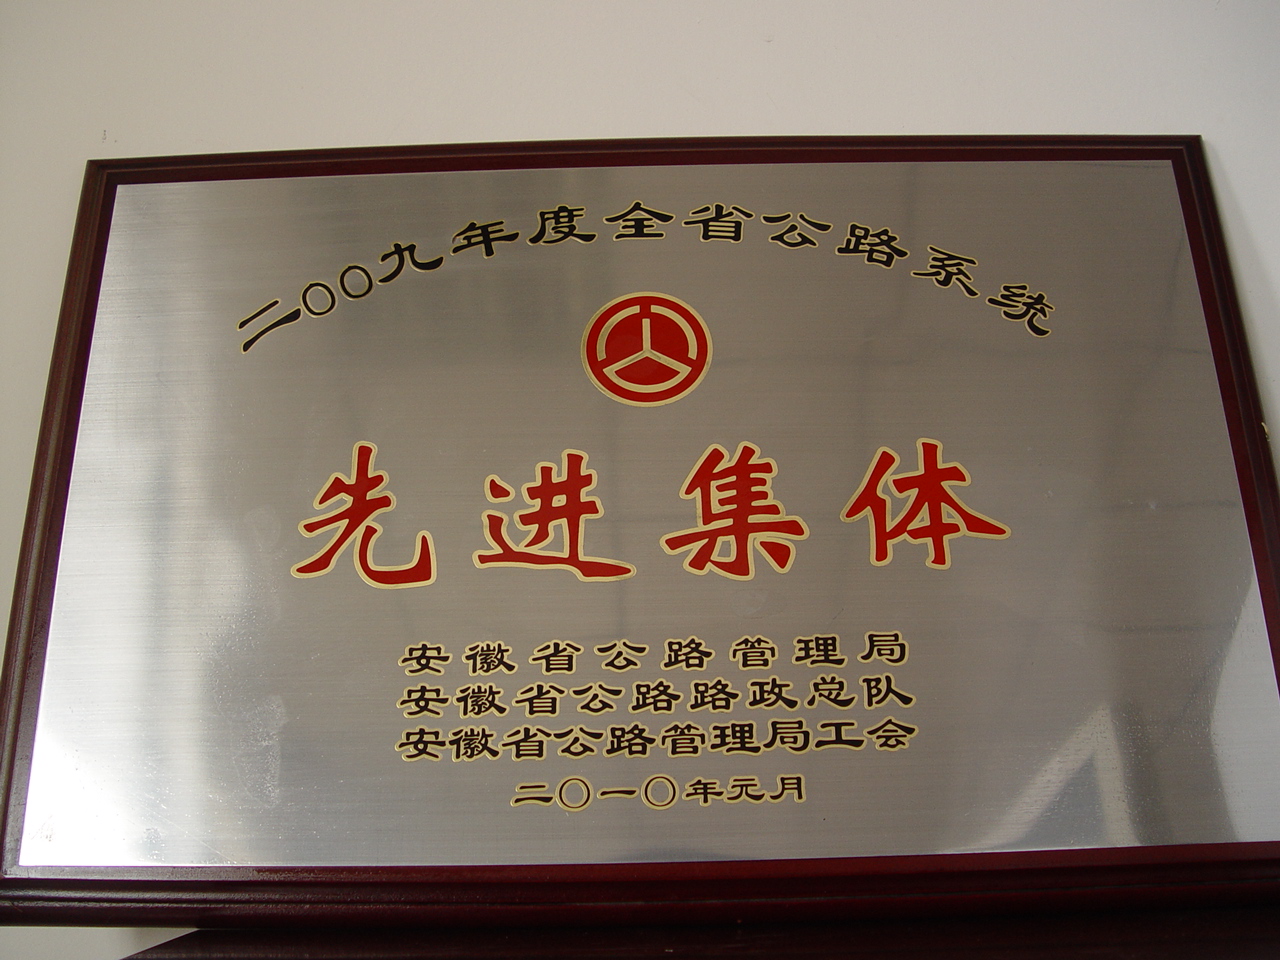 二〇〇九年度全省公路系统
先进集体
安徽省公路管理局
安徽省公路路政总队
安徽省公路管理局工会
二〇一〇年元月